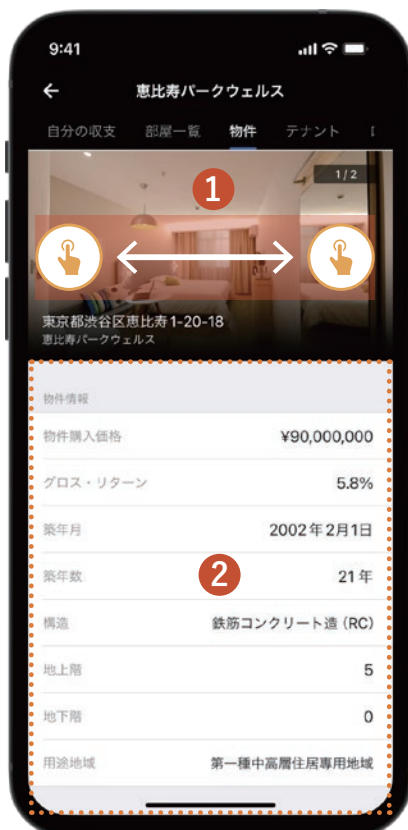 9:41
恵比寿パークウェルス
自分の収支 部屋一覧 物件 テナント
1
1/2
東京都渋谷区恵比寿1-20-18
恵比寿パークウェルス
物件情報
物件購入価格 ¥90,000,000
グロス・リターン 5.8%
築年月 2002年2月1日
築年数 21年
2
構造 鉄筋コンクリート造（RC）
地上階 5
地下階 0
用途地域 第一種中高層住居専用地域